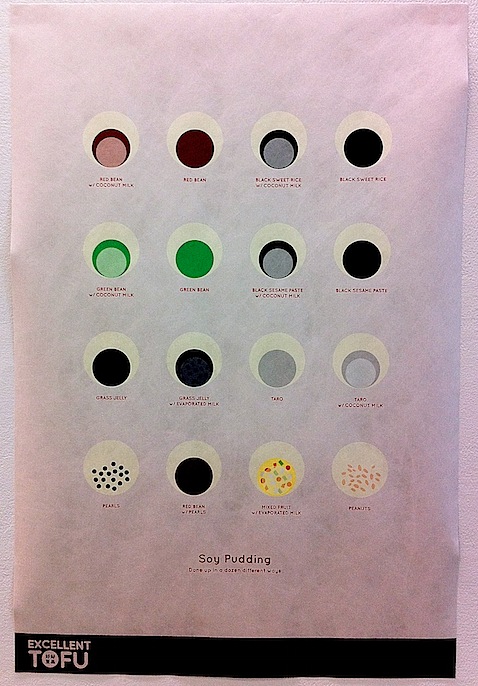 RED BEAN
w/ COCONUT MILK
RED BEAN
BLACK SWEET RICE
w/ COCONUT MILK
BLACK SWEET RICE
GREEN BEAN
w/ COCONUT MILK
GREEN BEAN
BLACK SESAME PASTE
w/ COCONUT MILK
BLACK SESAME PASTE
GRASS JELLY
GRASS JELLY
w/ EVAPORATED MILK
TARO
TARO
w/ COCONUT MILK
PEARLS
RED BEAN
w/ PEARLS
MIXED FRUIT
w/ EVAPORATED MILK
PEANUTS
Soy Pudding
Done up in a dozen different ways.
EXCELLENT
TOFU